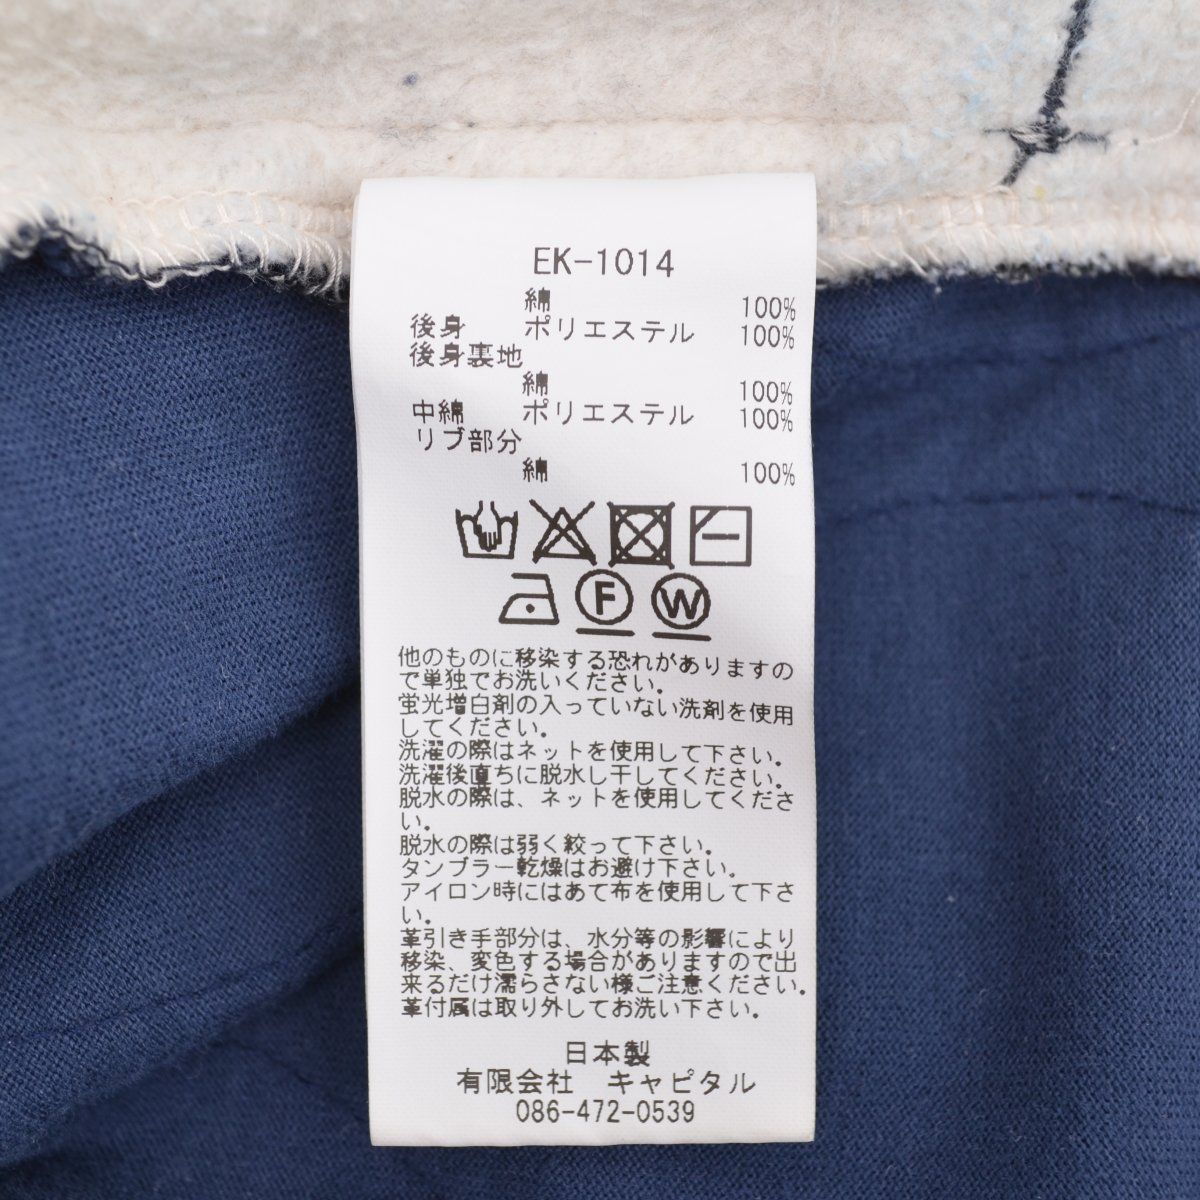 EK-1014
綿 100%
後身 ポリエステル 100%
後身裏地
綿 100%
中綿 ポリエステル 100%
リブ部分
綿 100%
F W
他のものに移染する恐れがありますの
で単独でお洗いください。
蛍光増白剤の入っていない洗剤を使用
してください。
洗濯の際はネットを使用して下さい。
洗濯後直ちに脱水し干してください。
脱水の際は、ネットを使用してくださ
い。
脱水の際は弱く絞って下さい。
タンブラー乾燥はお避け下さい。
アイロン時にはあて布を使用して下さ
い。
革引き手部分は、水分等の影響により
移染、変色する場合がありますので出
来るだけ濡らさない様ご注意ください。
革付属は取り外してお洗い下さい。
日本製
有限会社 キャピタル
086-472-0539